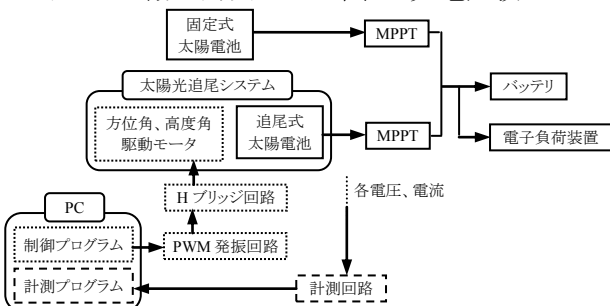 固定式
太陽電池
MPPT
太陽光追尾システム
方位角、高度角
駆動モータ
追尾式
太陽電池
MPPT
バッテリ
電子負荷装置
Hブリッジ回路
各電圧、電流
PC
制御プログラム
PWM 発振回路
計測プログラム
計測回路